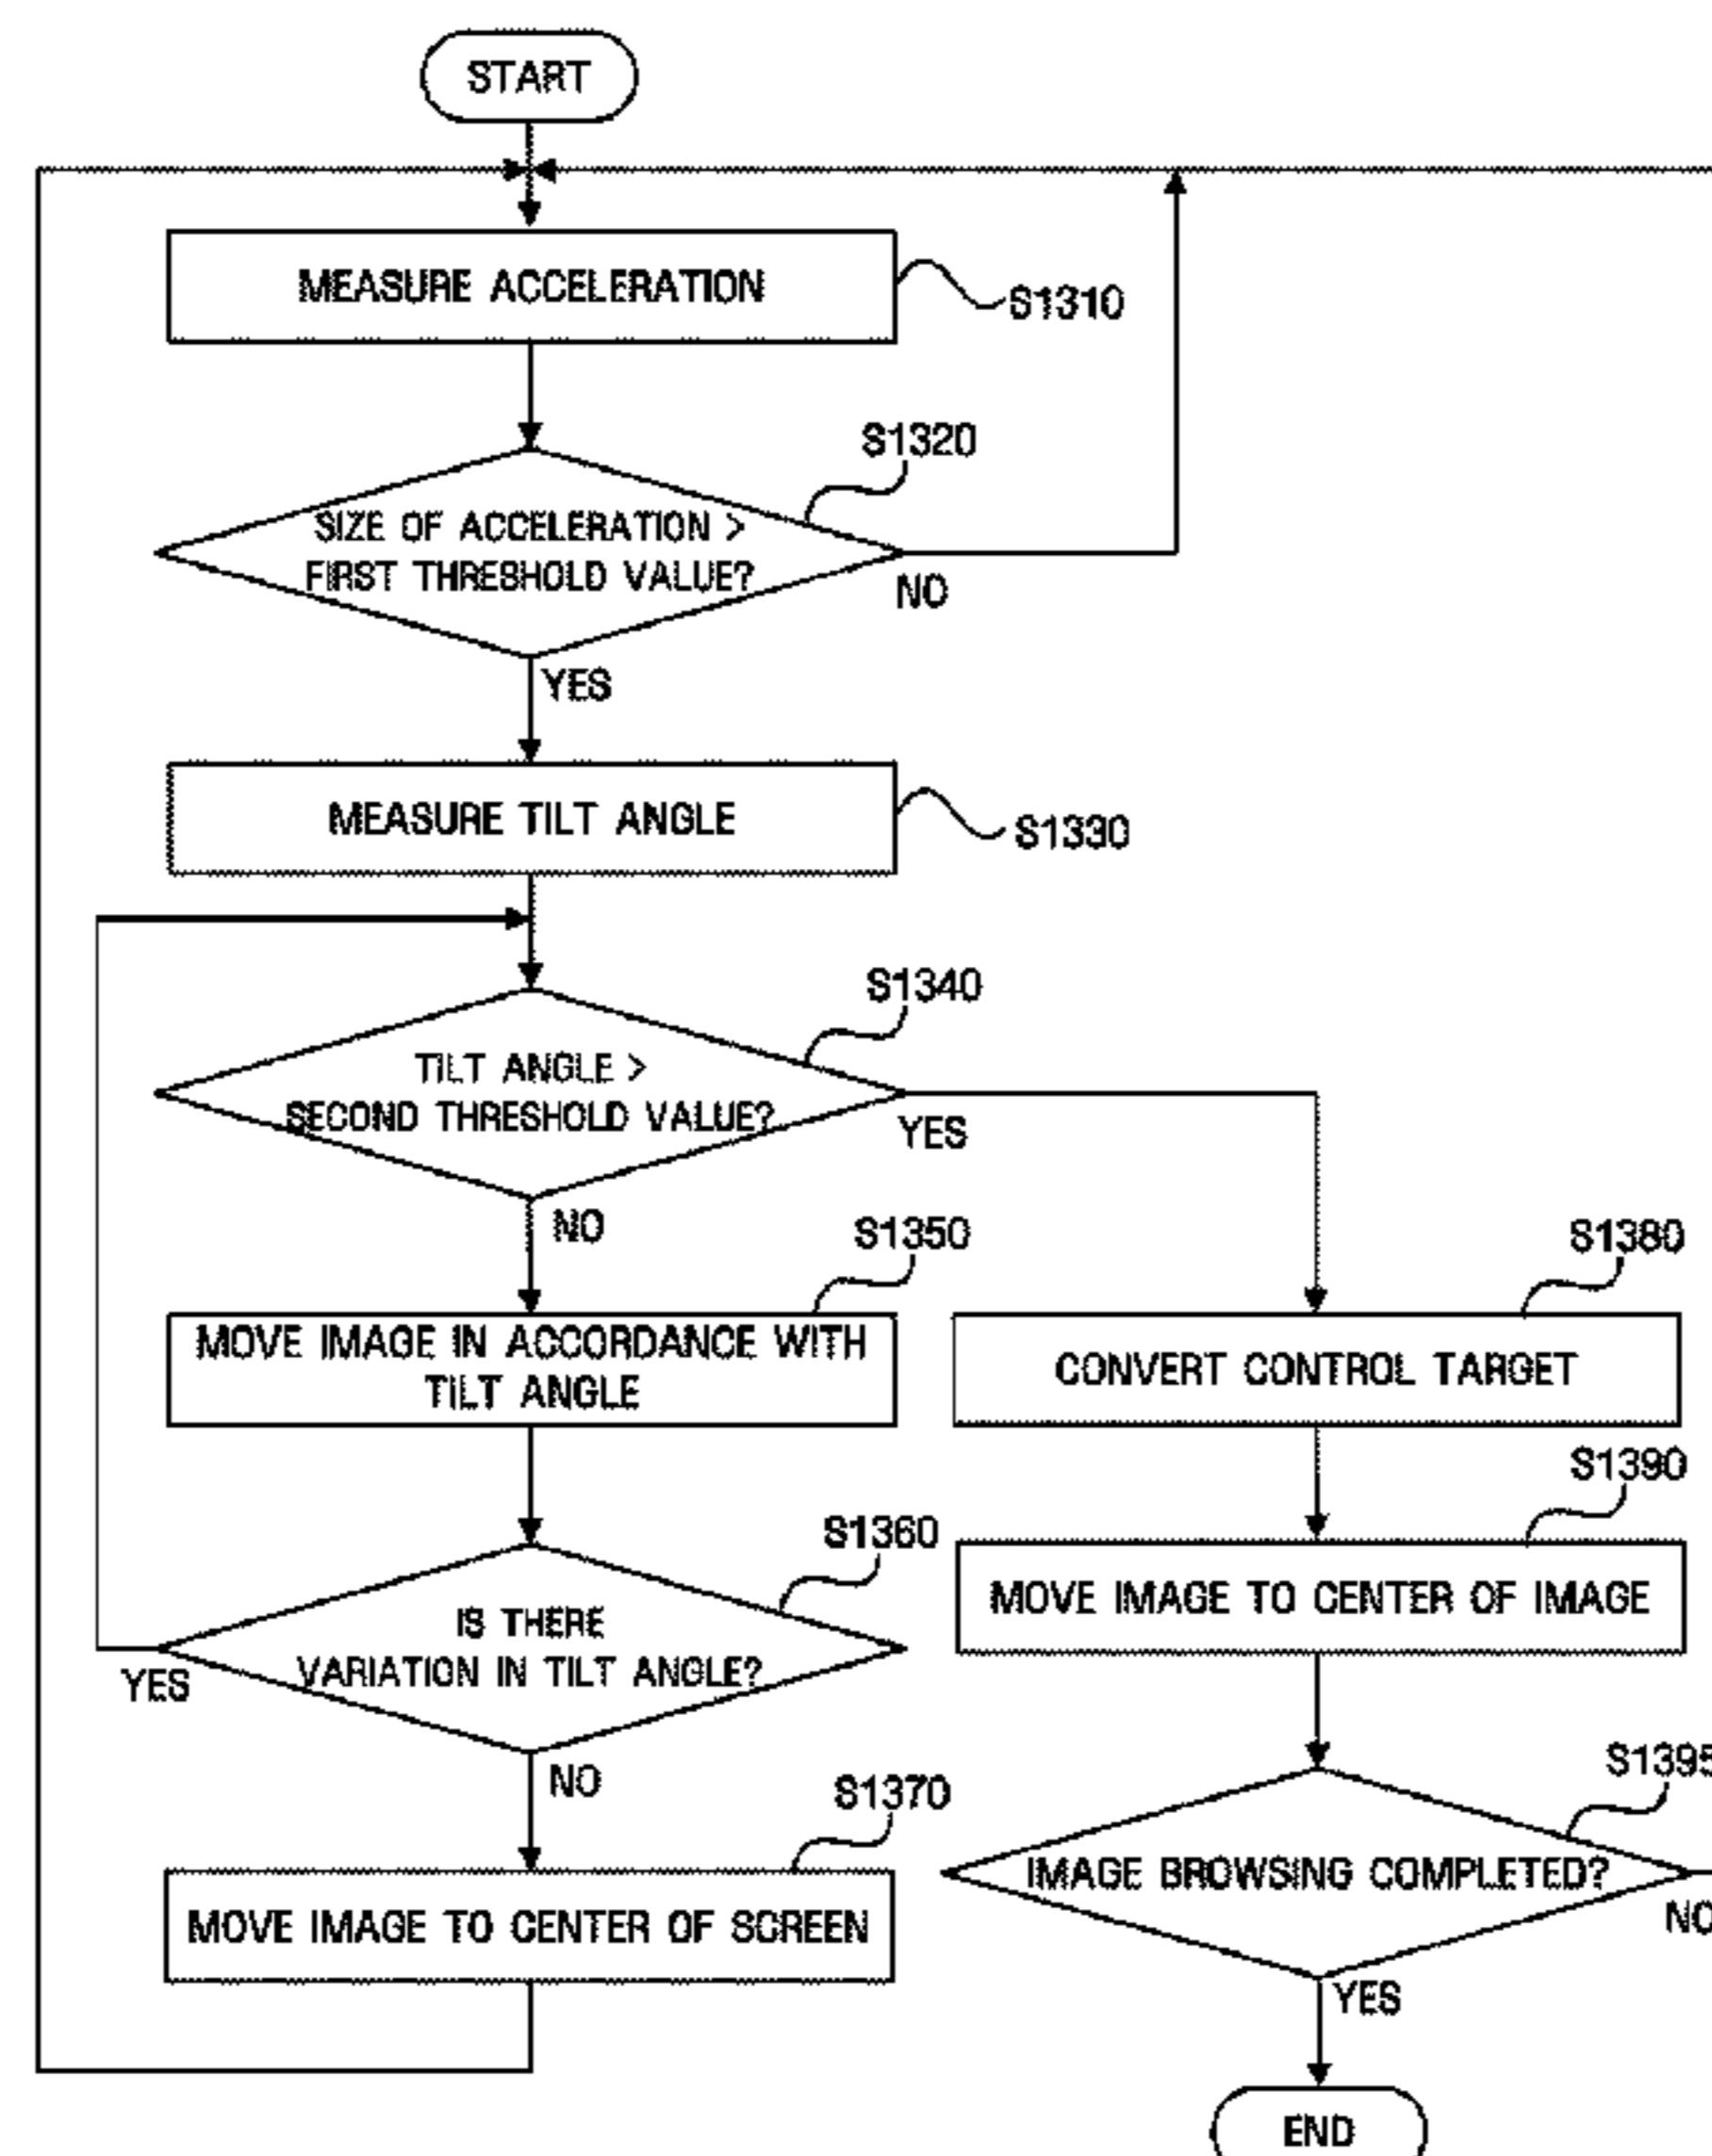 START
MEASURE ACCELERATION
S1310
S1320
SIZE OF ACCELERATION >
FIRST THRESHOLD VALUE?
NO
YES
MEASURE TILT ANGLE
S1330
S1340
TILT ANGLE >
SECOND THRESHOLD VALUE?
YES
NO
S1350
MOVE IMAGE IN ACCORDANCE WITH
TILT ANGLE
S1380
CONVERT CONTROL TARGET
S1390
MOVE IMAGE TO CENTER OF IMAGE
S1360
IS THERE
VARIATION IN TILT ANGLE?
YES
NO
S1370
MOVE IMAGE TO CENTER OF SCREEN
S1395
IMAGE BROWSING COMPLETED?
NO
YES
END